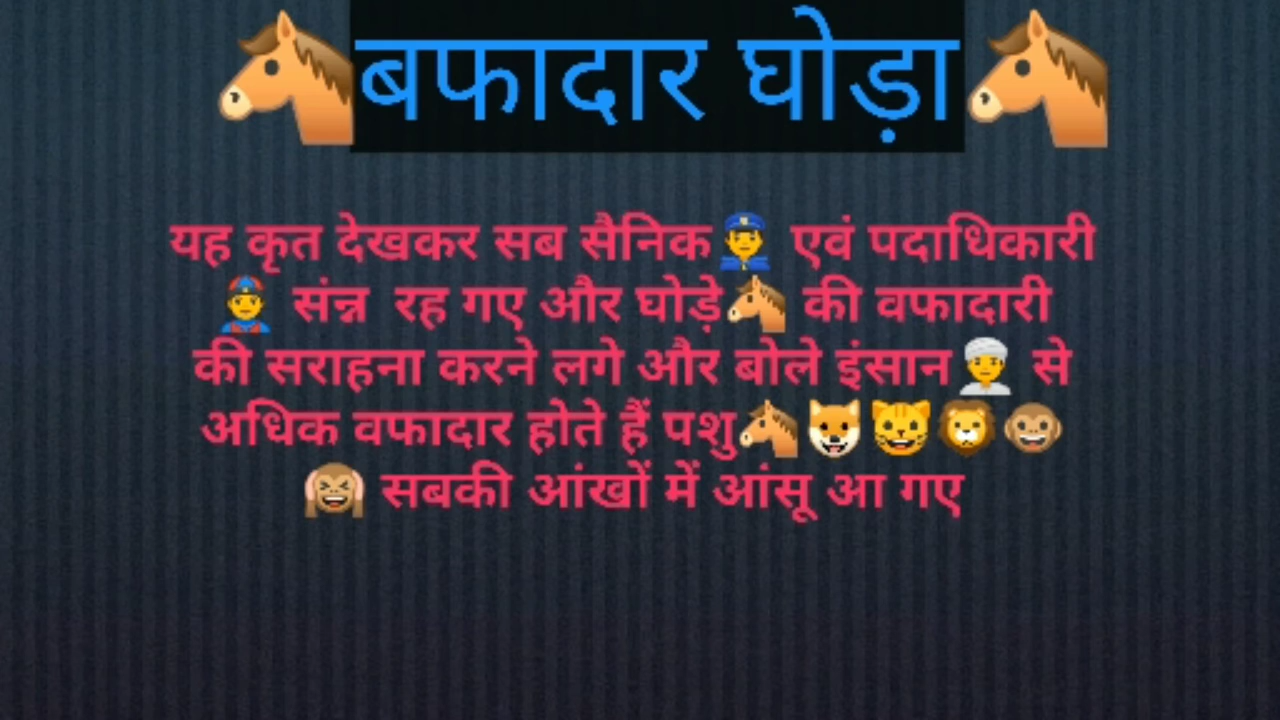 🐴बफादार घोड़ा🐴
यह कृत देखकर सब सैनिक👮 एवं पदाधिकारी
👲 संन्न रह गए और घोड़े🐴 की वफादारी
की सराहना करने लगे और बोले इंसान👳 से
अधिक वफादार होते हैं पशु🐴🐶🐱🦁🐵
🙉 सबकी आंखों में आंसू आ गए